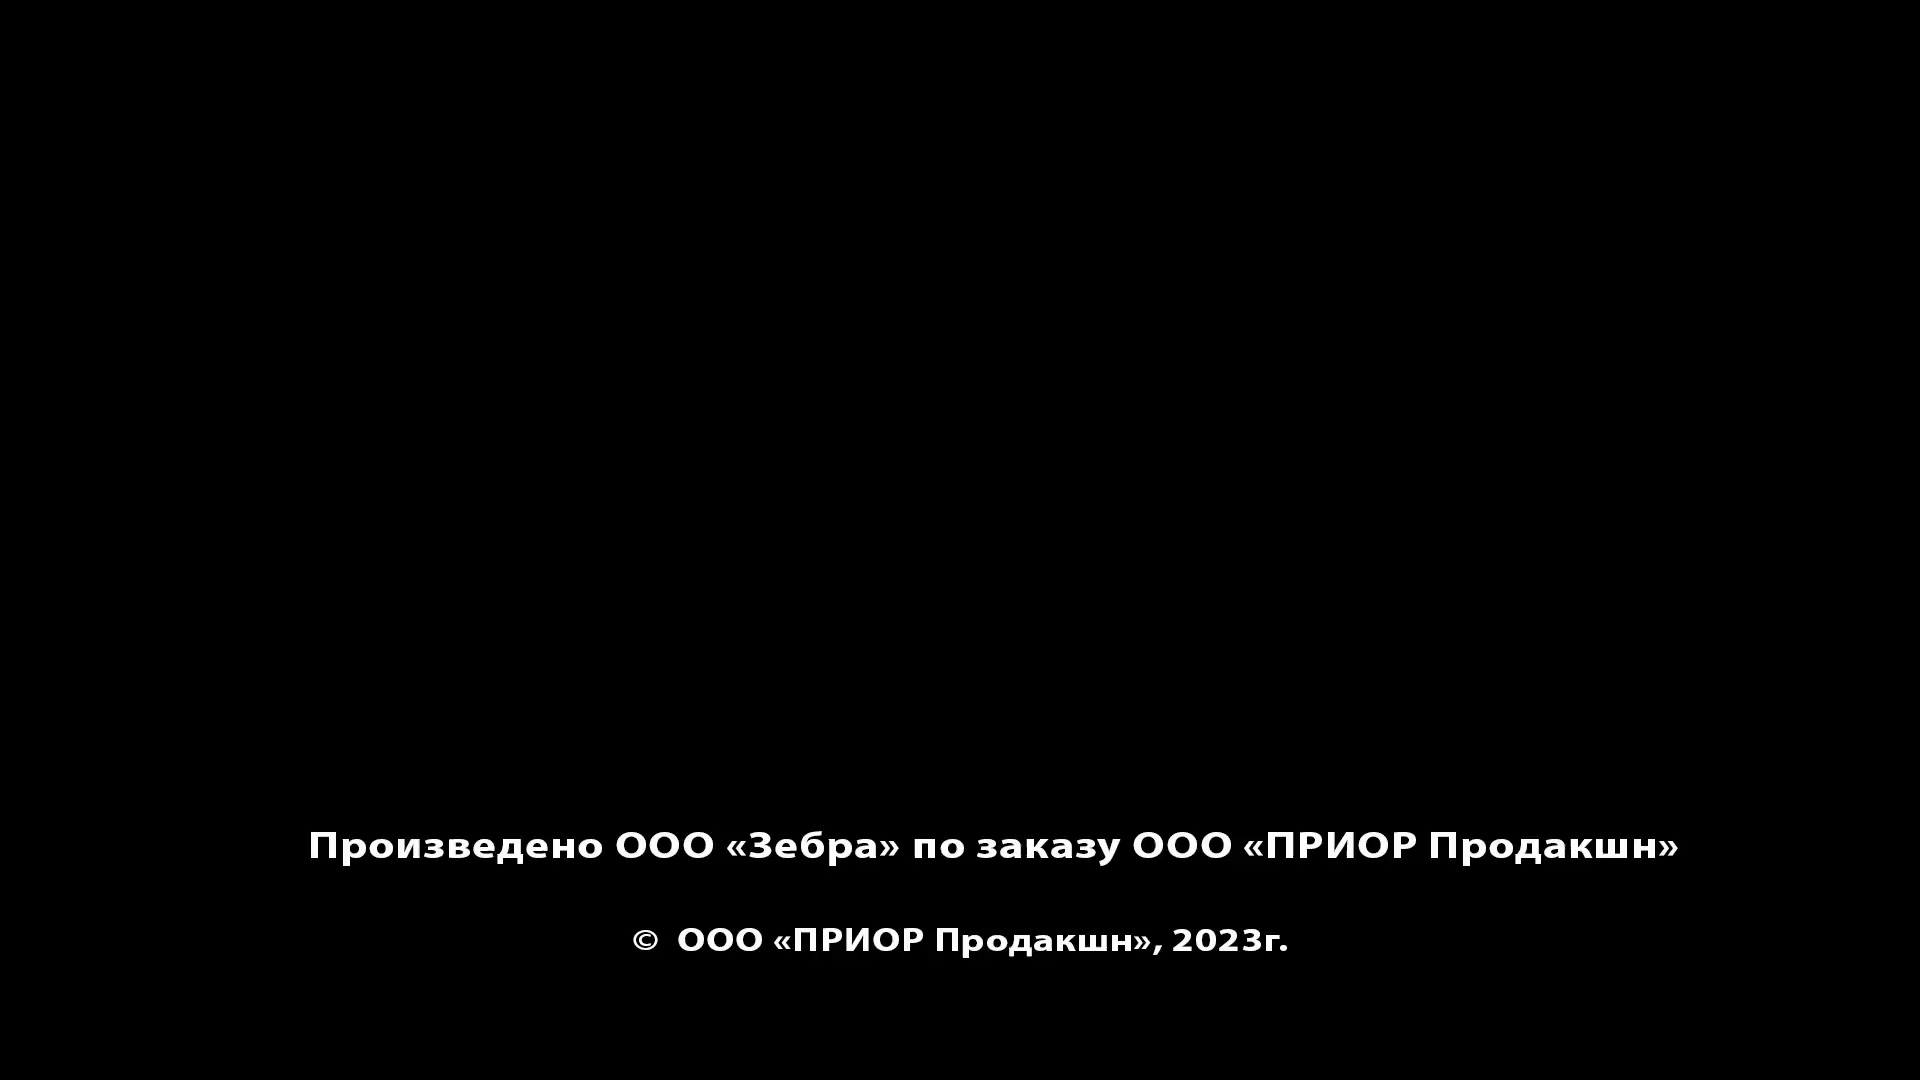 Произведено ООО «Зебра» по заказу ООО «ПРИОР Продакшн»
© ООО «ПРИОР Продакшн», 2023г.